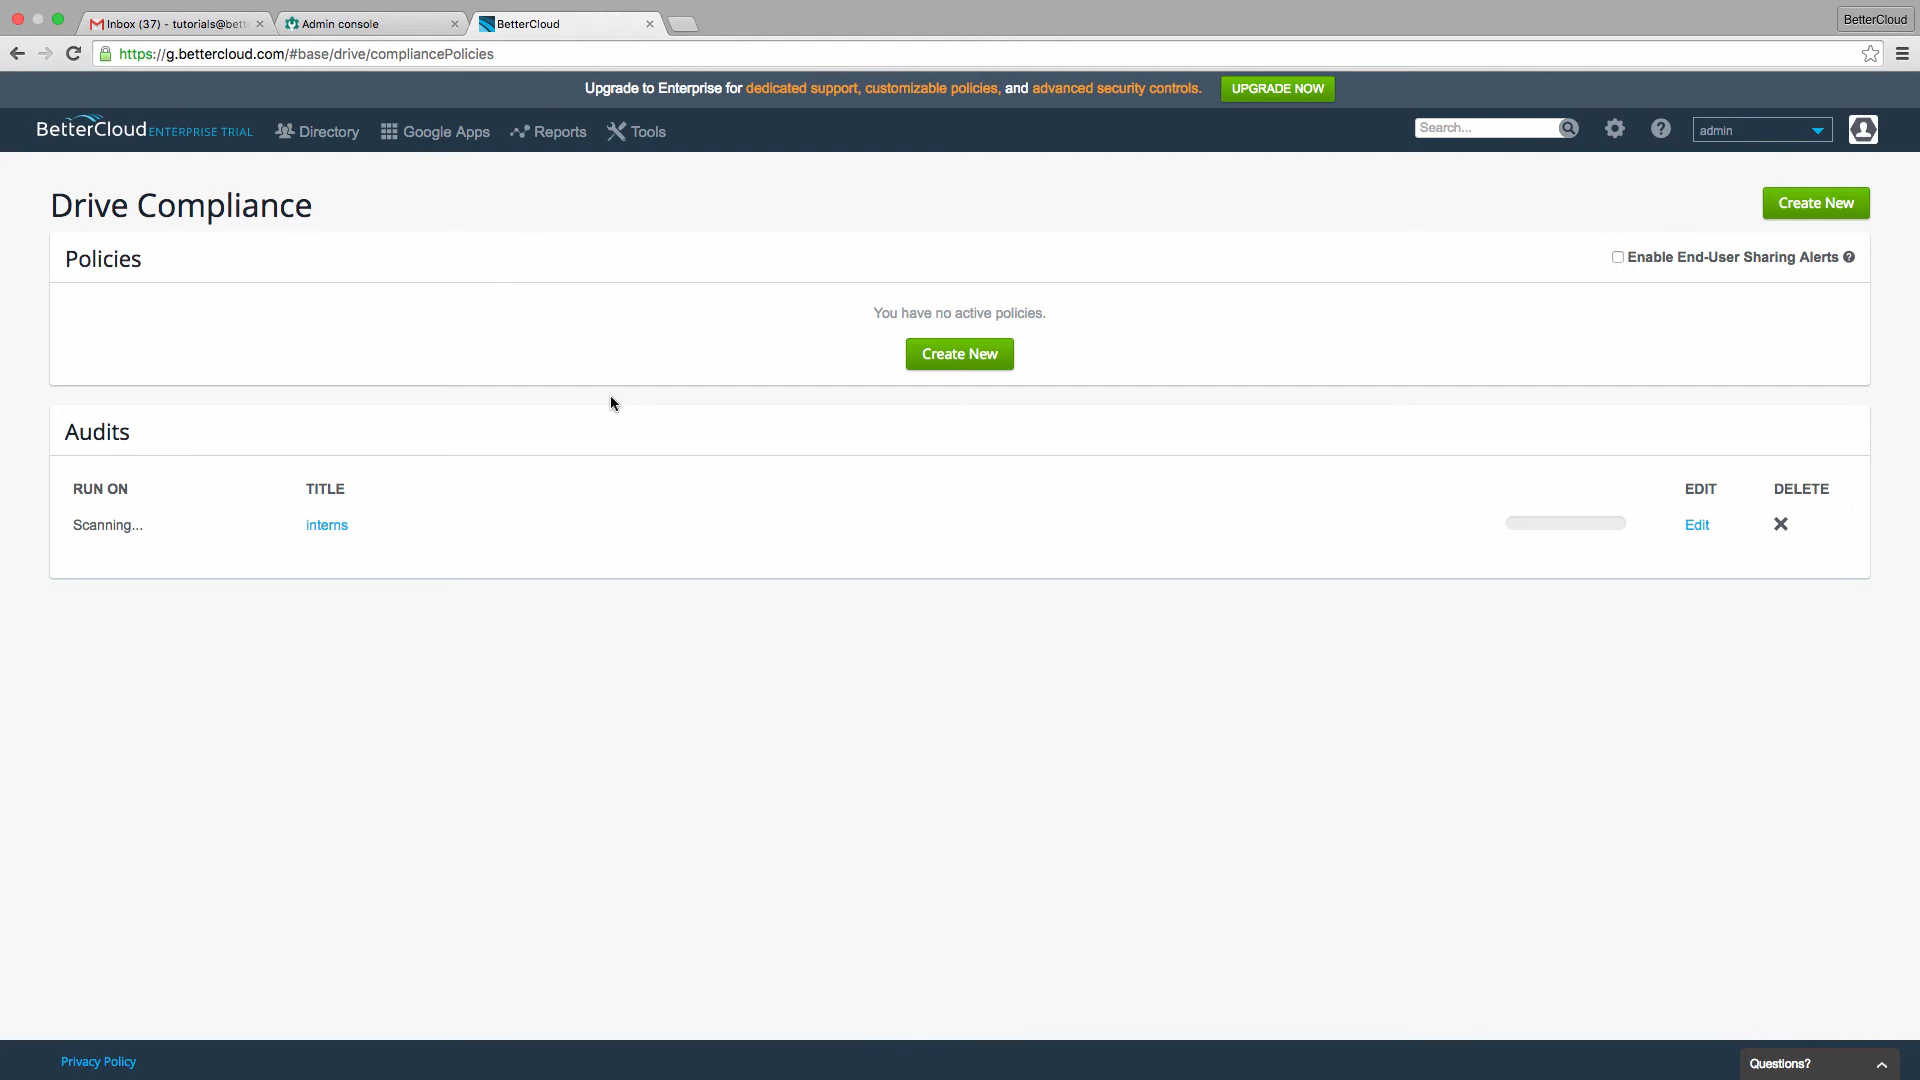 Inbox (37) - tutorials@bett
Admin console
BetterCloud
BetterCloud
https://g.bettercloud.com/#base/drive/compliancePolicies
Upgrade to Enterprise for dedicated support, customizable policies, and advanced security controls.
UPGRADE NOW
BetterCloud ENTERPRISE TRIAL
Directory
Google Apps
Reports
Tools
Search...
admin
Drive Compliance
Create New
Policies
Enable End-User Sharing Alerts
You have no active policies.
Create New
Audits
RUN ON
TITLE
EDIT
DELETE
Scanning...
interns
Edit
Privacy Policy
Questions?